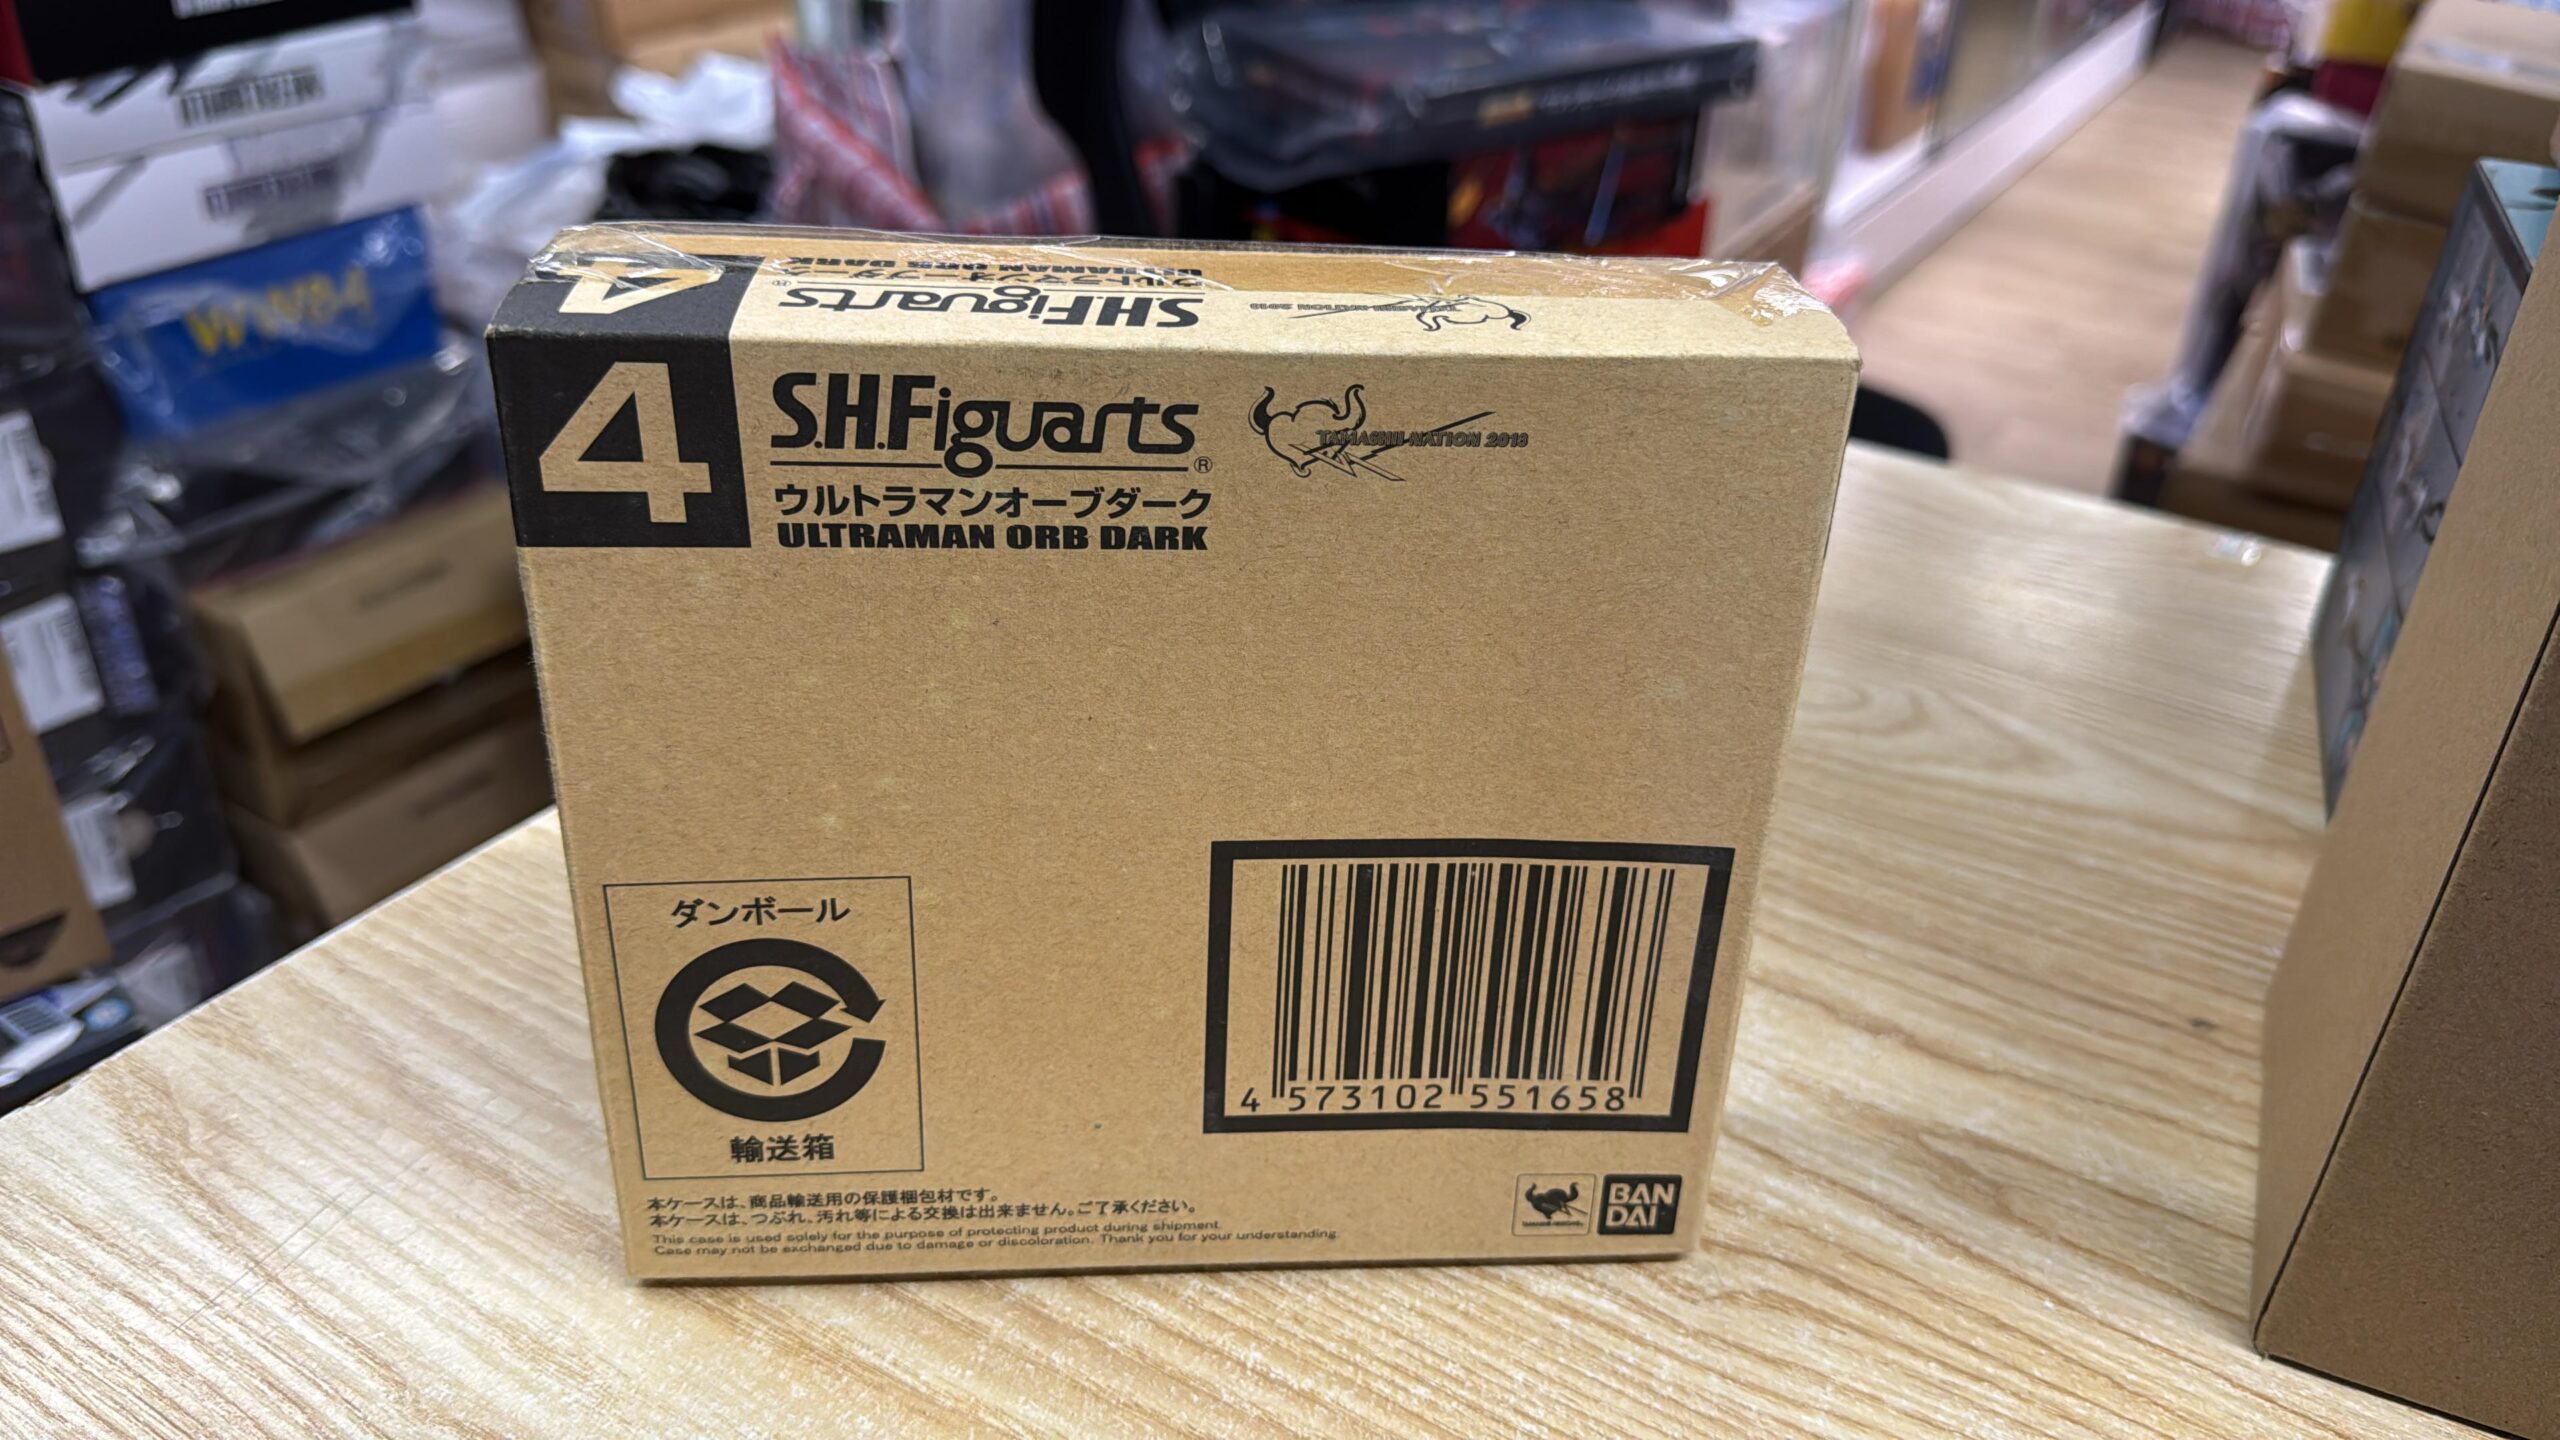 WW84
4
S.H.Figuarts®
4
S.H.Figuarts®
TAMASHII NATION 2018
ウルトラマンオーブダーク
ULTRAMAN ORB DARK
ダンボール
輸送箱
4 573102 551658
本ケースは、商品輸送用の保護梱包材です。
本ケースは、つぶれ、汚れ等による交換は出来ません。ご了承ください。
This case is used solely for the purpose of protecting product during shipment.
Case may not be exchanged due to damage or discoloration. Thank you for your understanding.
BAN
DAI